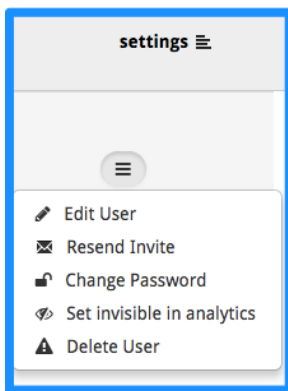 settings
Edit User
Resend Invite
Change Password
Set invisible in analytics
Delete User